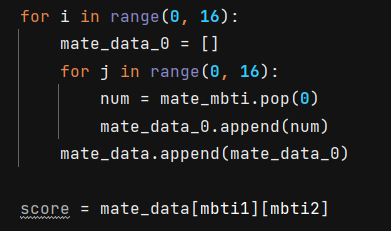 for i in range(0, 16):
    mate_data_0 = []
    for j in range(0, 16):
        num = mate_mbti.pop(0)
        mate_data_0.append(num)
    mate_data.append(mate_data_0)

score = mate_data[mbti1][mbti2]